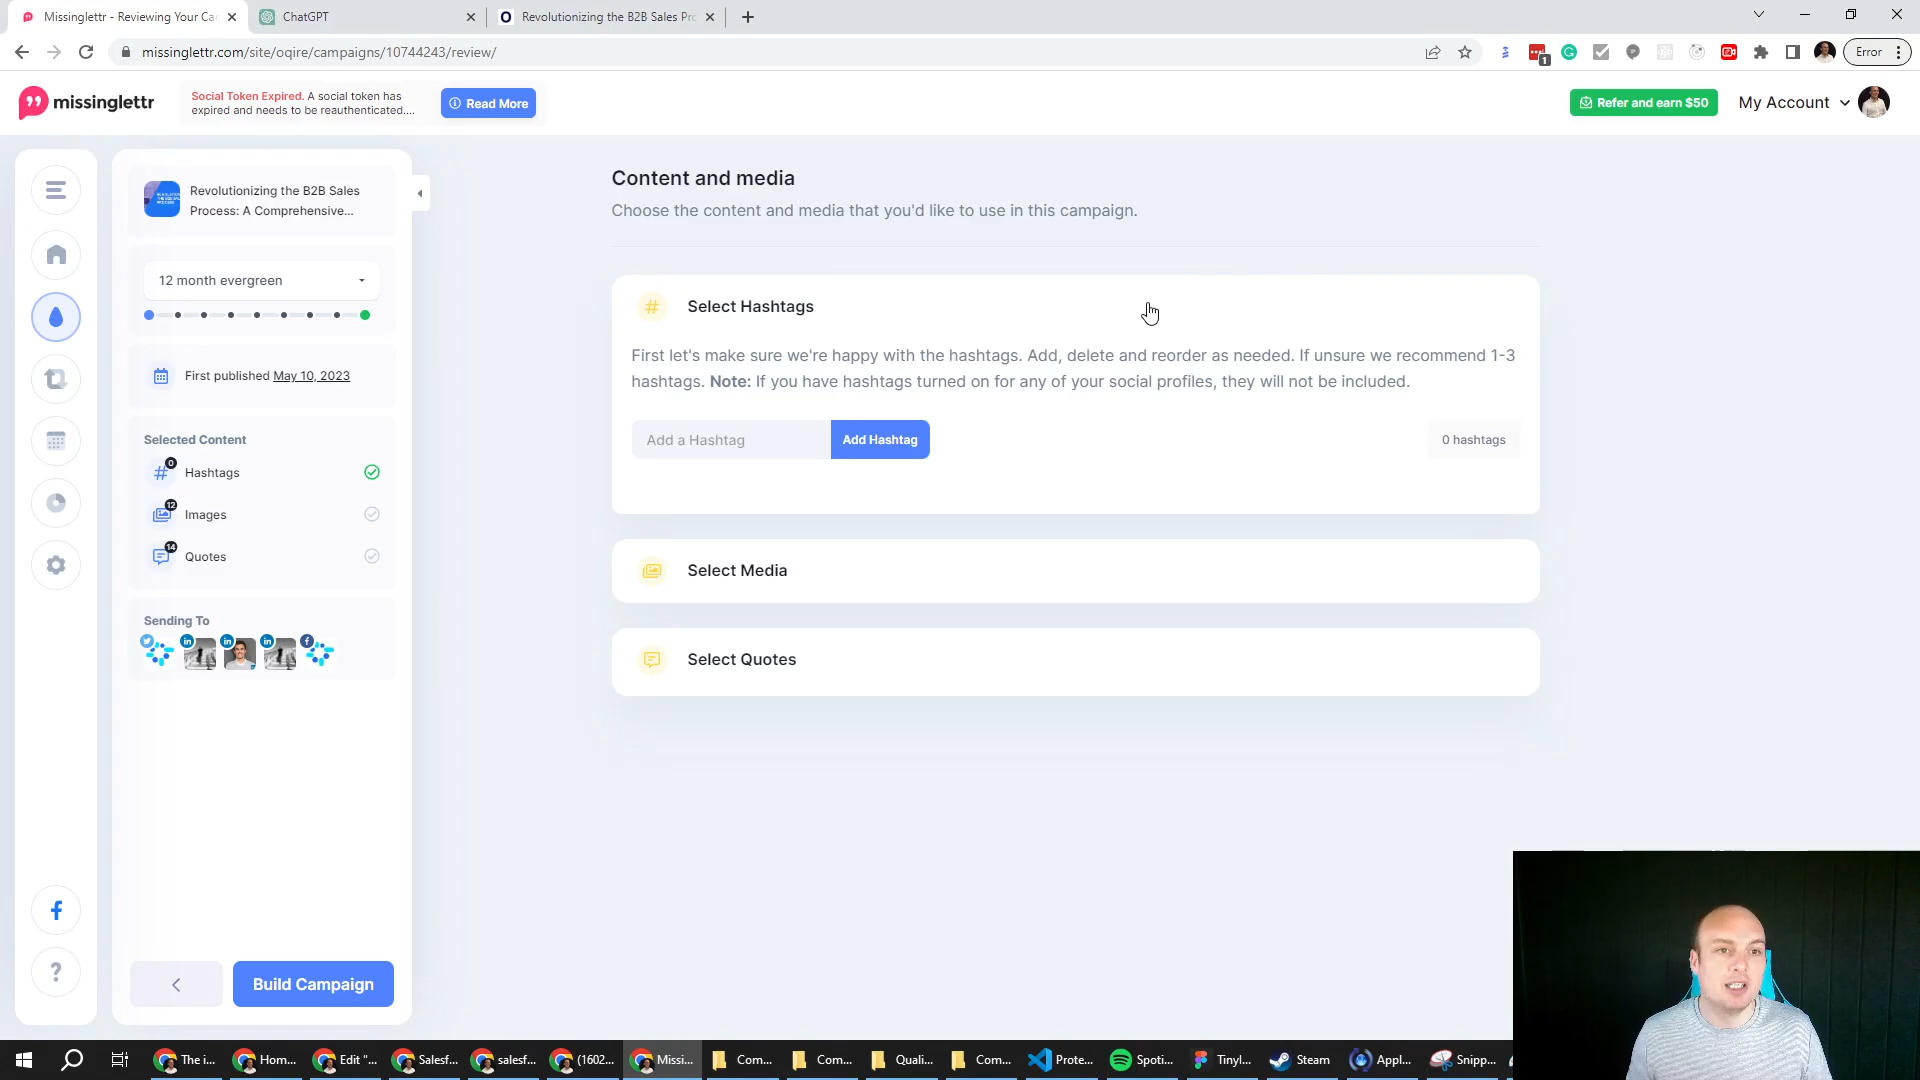 Missinglettr - Reviewing Your Ca
ChatGPT
Revolutionizing the B2B Sales Pro
missinglettr.com/site/oqire/campaigns/10744243/review/
1
Error
missinglettr
Social Token Expired. A social token has
expired and needs to be reauthenticated....
Read More
Refer and earn $50
My Account
Revolutionizing the B2B Sales
Process: A Comprehensive...
12 month evergreen
First published May 10, 2023
Selected Content
0
Hashtags
12
Images
14
Quotes
Sending To
Build Campaign
Content and media
Choose the content and media that you'd like to use in this campaign.
Select Hashtags
First let's make sure we're happy with the hashtags. Add, delete and reorder as needed. If unsure we recommend 1-3
hashtags. Note: If you have hashtags turned on for any of your social profiles, they will not be included.
Add a Hashtag
Add Hashtag
0 hashtags
Select Media
Select Quotes
The i...
Hom...
Edit "...
Salesf...
salesf...
(1602...
Missi...
Com...
Com...
Quali...
Com...
Prote...
Spoti...
Tinyl...
Steam
Appl...
Snipp...